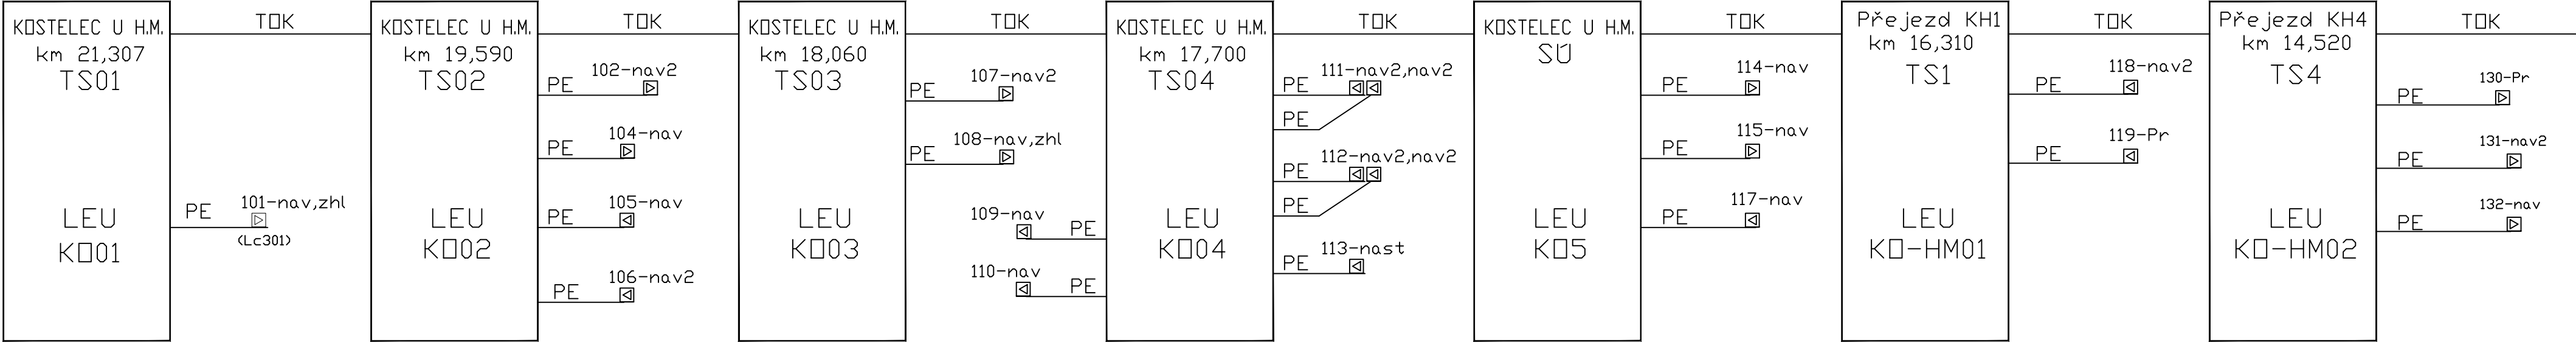 KOSTELEC U H.M.
km 21,307
TS01
LEU
KO01
TOK
PE
101-nav,zhl
(Lc301)
KOSTELEC U H.M.
km 19,590
TS02
LEU
KO02
TOK
102-nav2
PE
104-nav
PE
105-nav
PE
106-nav2
PE
KOSTELEC U H.M.
km 18,060
TS03
LEU
KO03
TOK
107-nav2
PE
108-nav,zhl
PE
109-nav
PE
110-nav
PE
KOSTELEC U H.M.
km 17,700
TS04
LEU
KO04
TOK
111-nav2,nav2
PE
PE
112-nav2,nav2
PE
PE
113-nast
PE
KOSTELEC U H.M.
SÚ
LEU
KO5
TOK
114-nav
PE
115-nav
PE
117-nav
PE
Přejezd KH1
km 16,310
TS1
LEU
KO-HM01
TOK
118-nav2
PE
119-Pr
PE
Přejezd KH4
km 14,520
TS4
LEU
KO-HM02
TOK
130-Pr
PE
131-nav2
PE
132-nav
PE